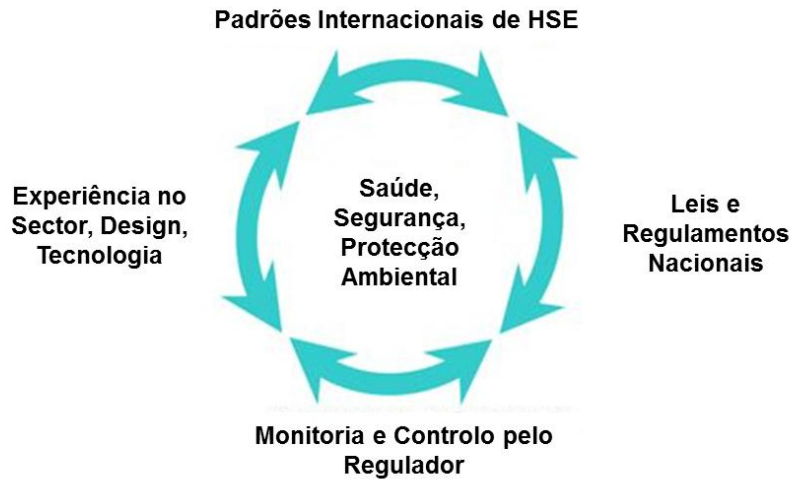 Padrões Internacionais de HSE
Experiência no
Sector, Design,
Tecnologia
Saúde,
Segurança,
Protecção
Ambiental
Leis e
Regulamentos
Nacionais
Monitoria e Controlo pelo
Regulador